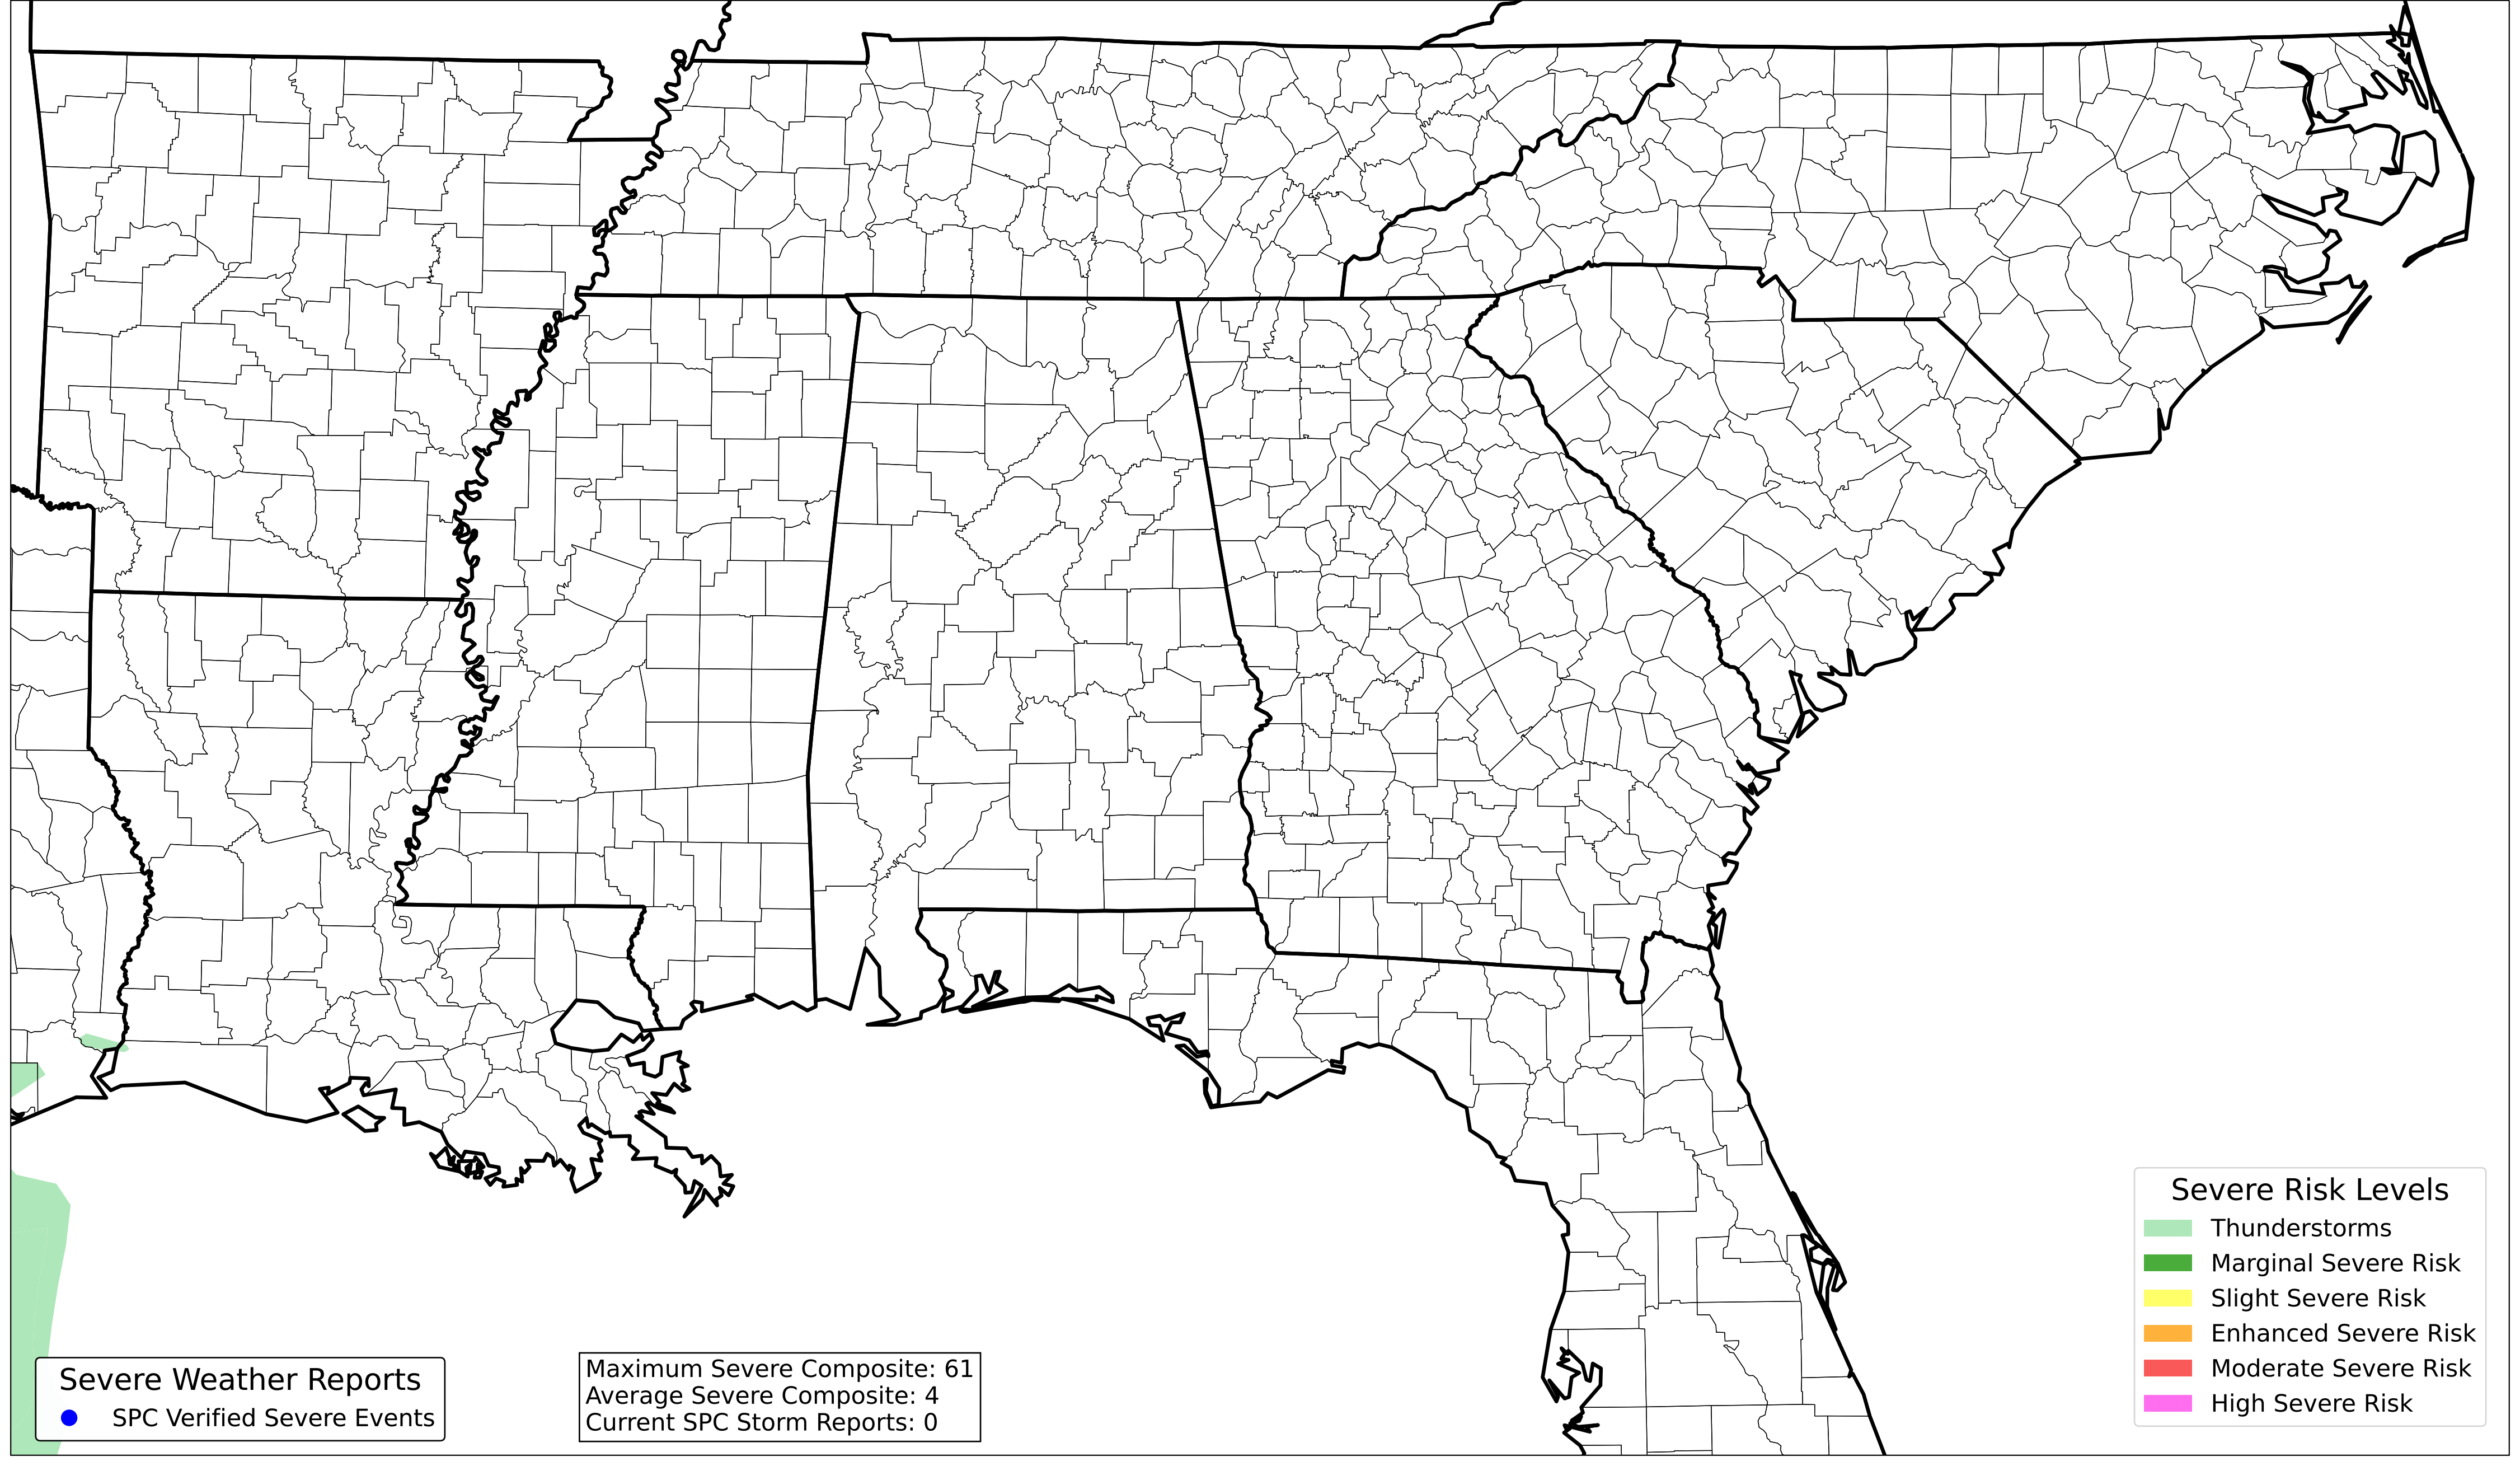 Severe Risk Levels
Thunderstorms
Marginal Severe Risk
Slight Severe Risk
Enhanced Severe Risk
Moderate Severe Risk
High Severe Risk
Severe Weather Reports
SPC Verified Severe Events
Maximum Severe Composite: 61
Average Severe Composite: 4
Current SPC Storm Reports: 0